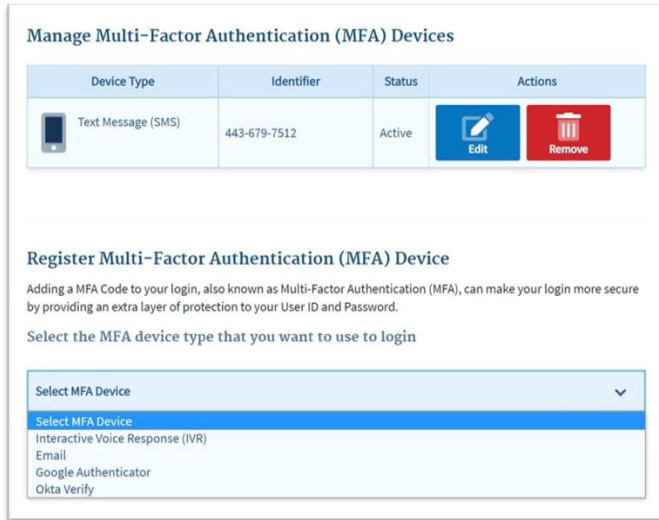 Manage Multi-Factor Authentication (MFA) Devices
Device Type Identifier Status Actions
Text Message (SMS) 443-679-7512 Active Edit Remove
Register Multi-Factor Authentication (MFA) Device
Adding a MFA Code to your login, also known as Multi-Factor Authentication (MFA), can make your login more secure
by providing an extra layer of protection to your User ID and Password.
Select the MFA device type that you want to use to login
Select MFA Device
Select MFA Device
Interactive Voice Response (IVR)
Email
Google Authenticator
Okta Verify